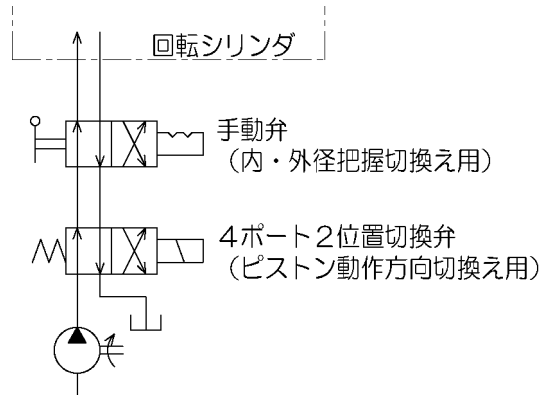 回転シリンダ
手動弁
（内・外径把握切換え用）
4ポート2位置切換弁
（ピストン動作方向切換え用）